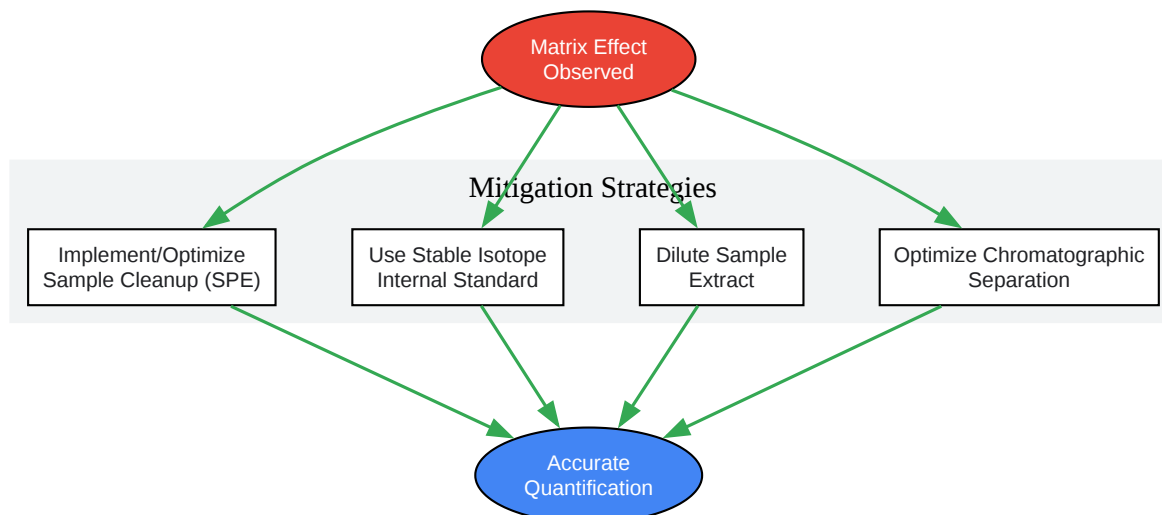 Matrix Effect
Observed
Mitigation Strategies
Implement/Optimize
Sample Cleanup (SPE)
Use Stable Isotope
Internal Standard
Dilute Sample
Extract
Optimize Chromatographic
Separation
Accurate
Quantification